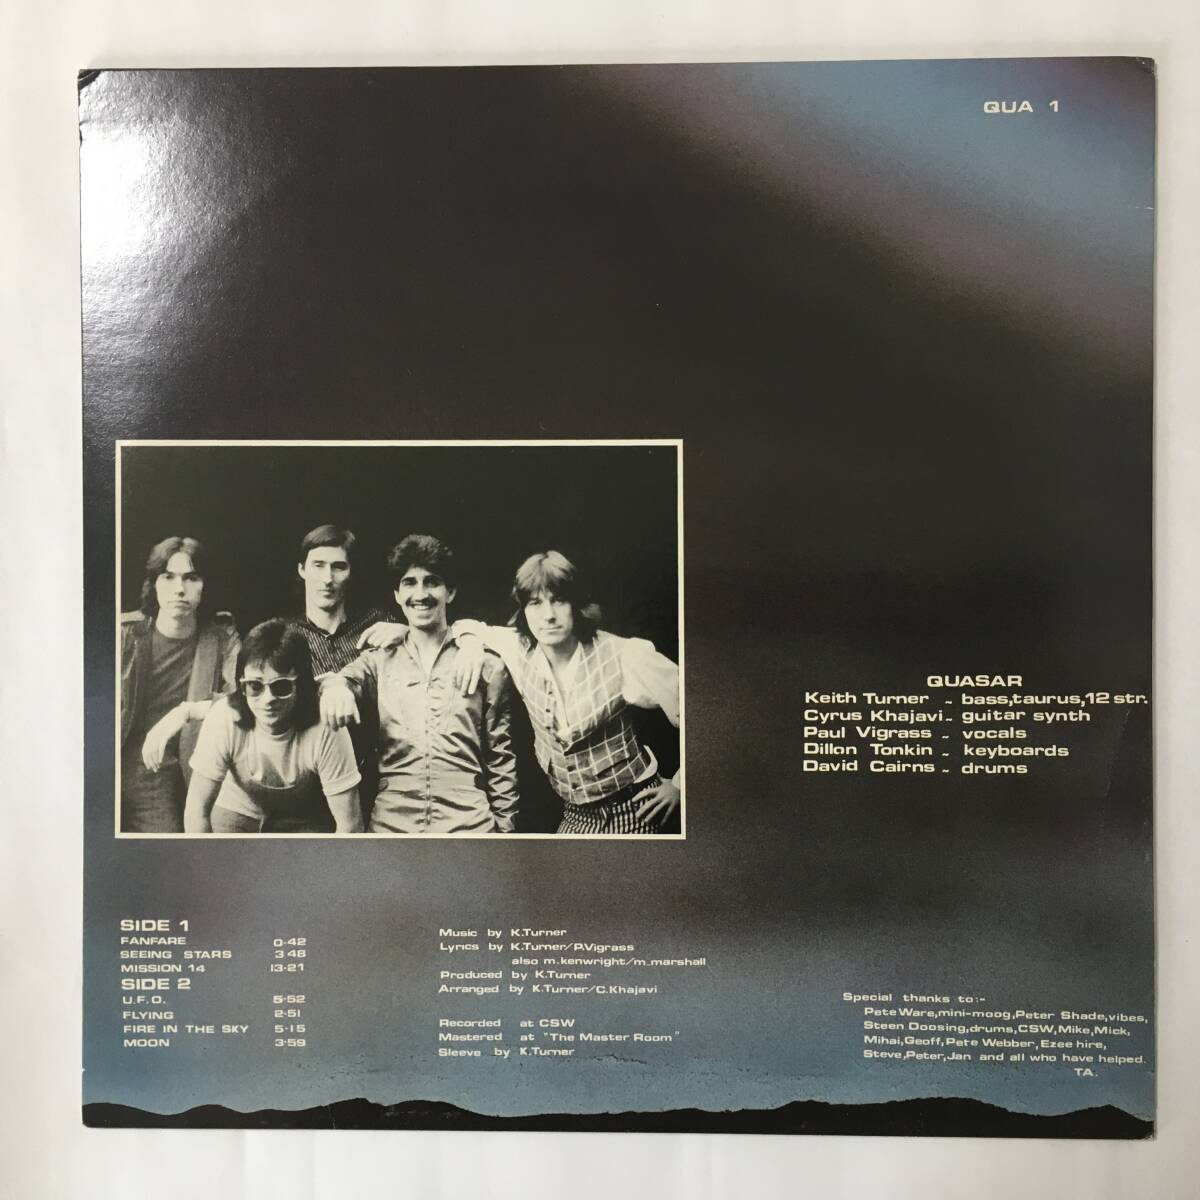 QUA 1
QUASAR
Keith Turner ~ bass,taurus,12 str.
Cyrus Khajavi ~ guitar synth
Paul Vigrass ~ vocals
Dillon Tonkin ~ keyboards
David Cairns ~ drums
SIDE 1
FANFARE 0·42
SEEING STARS 3 48
MISSION 14 13·21
SIDE 2
U.F.O. 5·52
FLYING 2·51
FIRE IN THE SKY 5·15
MOON 3·59
Music by K.Turner
Lyrics by K.Turner/P.Vigrass
also m.kenwright/m.marshall
Produced by K.Turner
Arranged by K.Turner/C.Khajavi
Recorded at CSW
Mastered at "The Master Room"
Sleeve by K.Turner
Special thanks to:-
Pete Ware,mini-moog,Peter Shade,vibes,
Steen Doosing,drums,CSW,Mike,Mick,
Mihai,Geoff,Pete Webber,Ezee hire,
Steve,Peter,Jan and all who have helped.
TA.